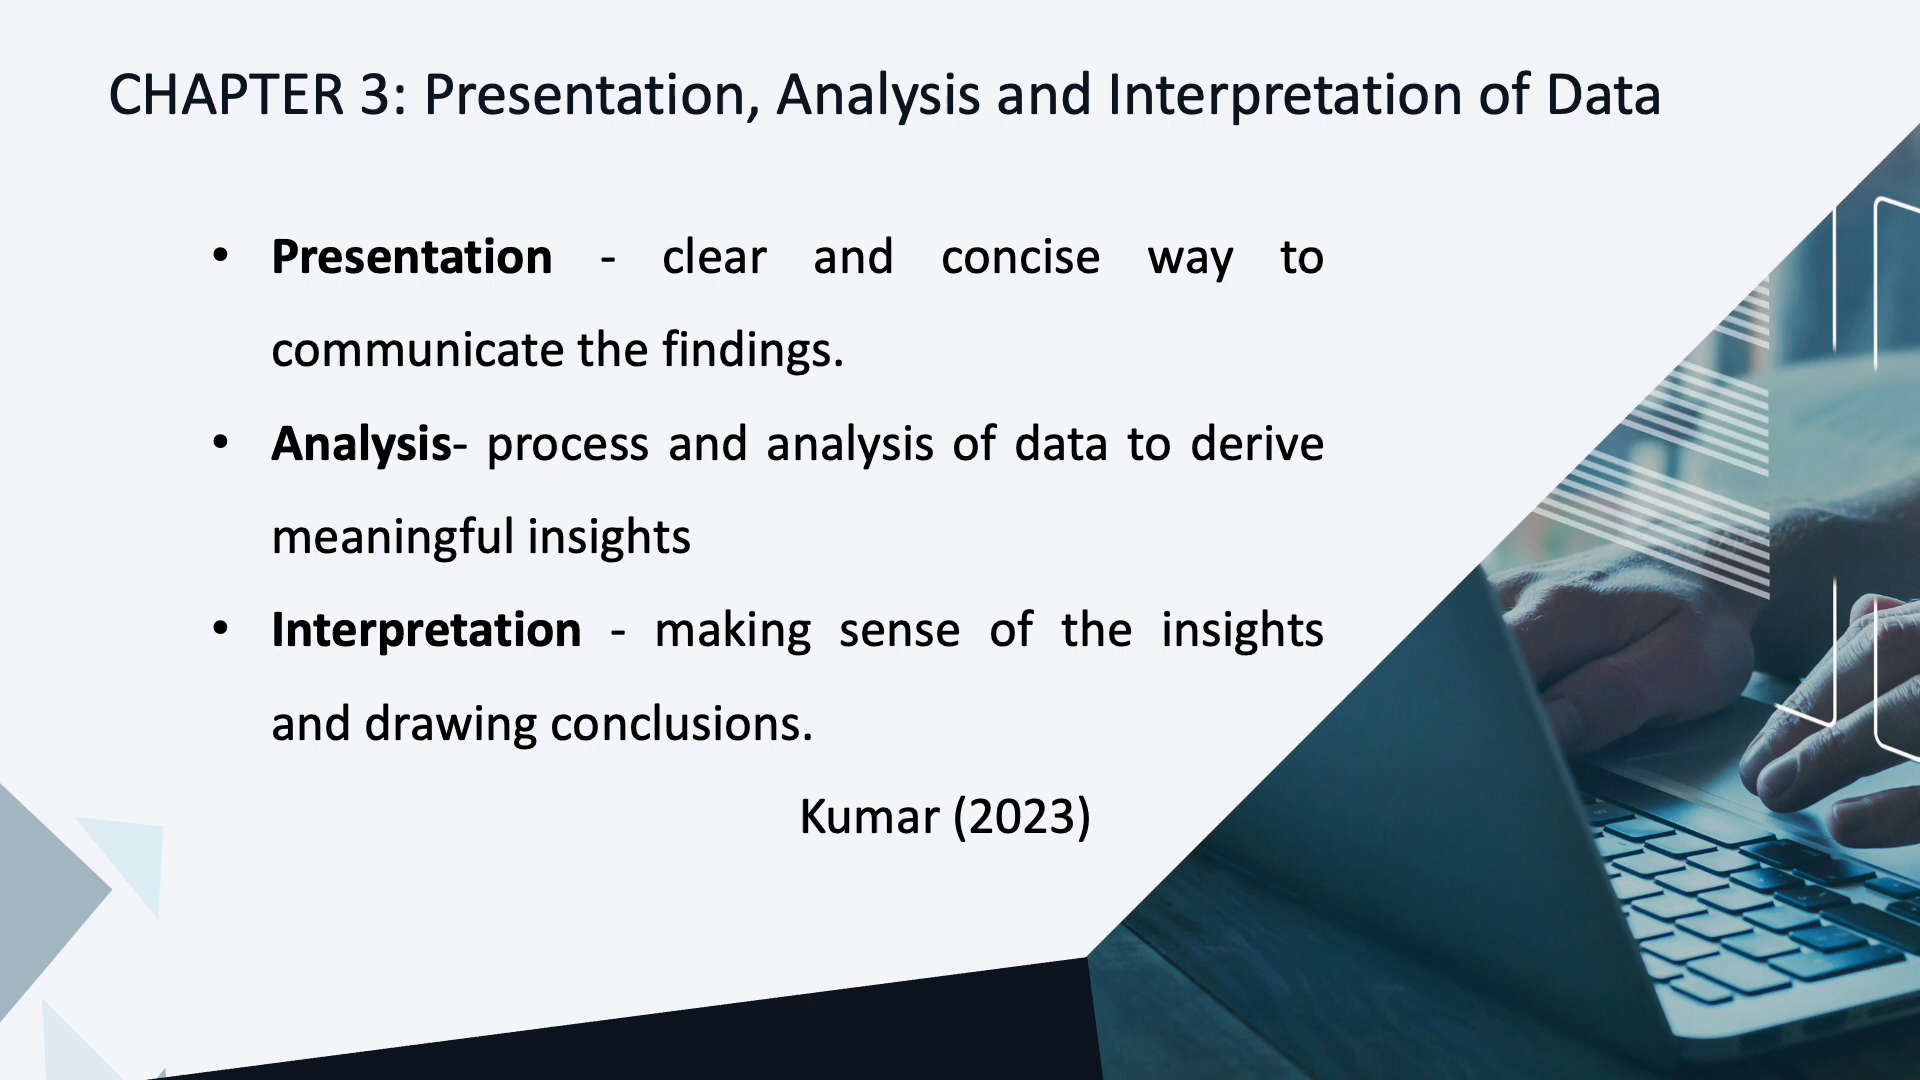 CHAPTER 3: Presentation, Analysis and Interpretation of Data
• Presentation - clear and concise way to
communicate the findings.
• Analysis- process and analysis of data to derive
meaningful insights
• Interpretation - making sense of the insights
and drawing conclusions.
Kumar (2023)